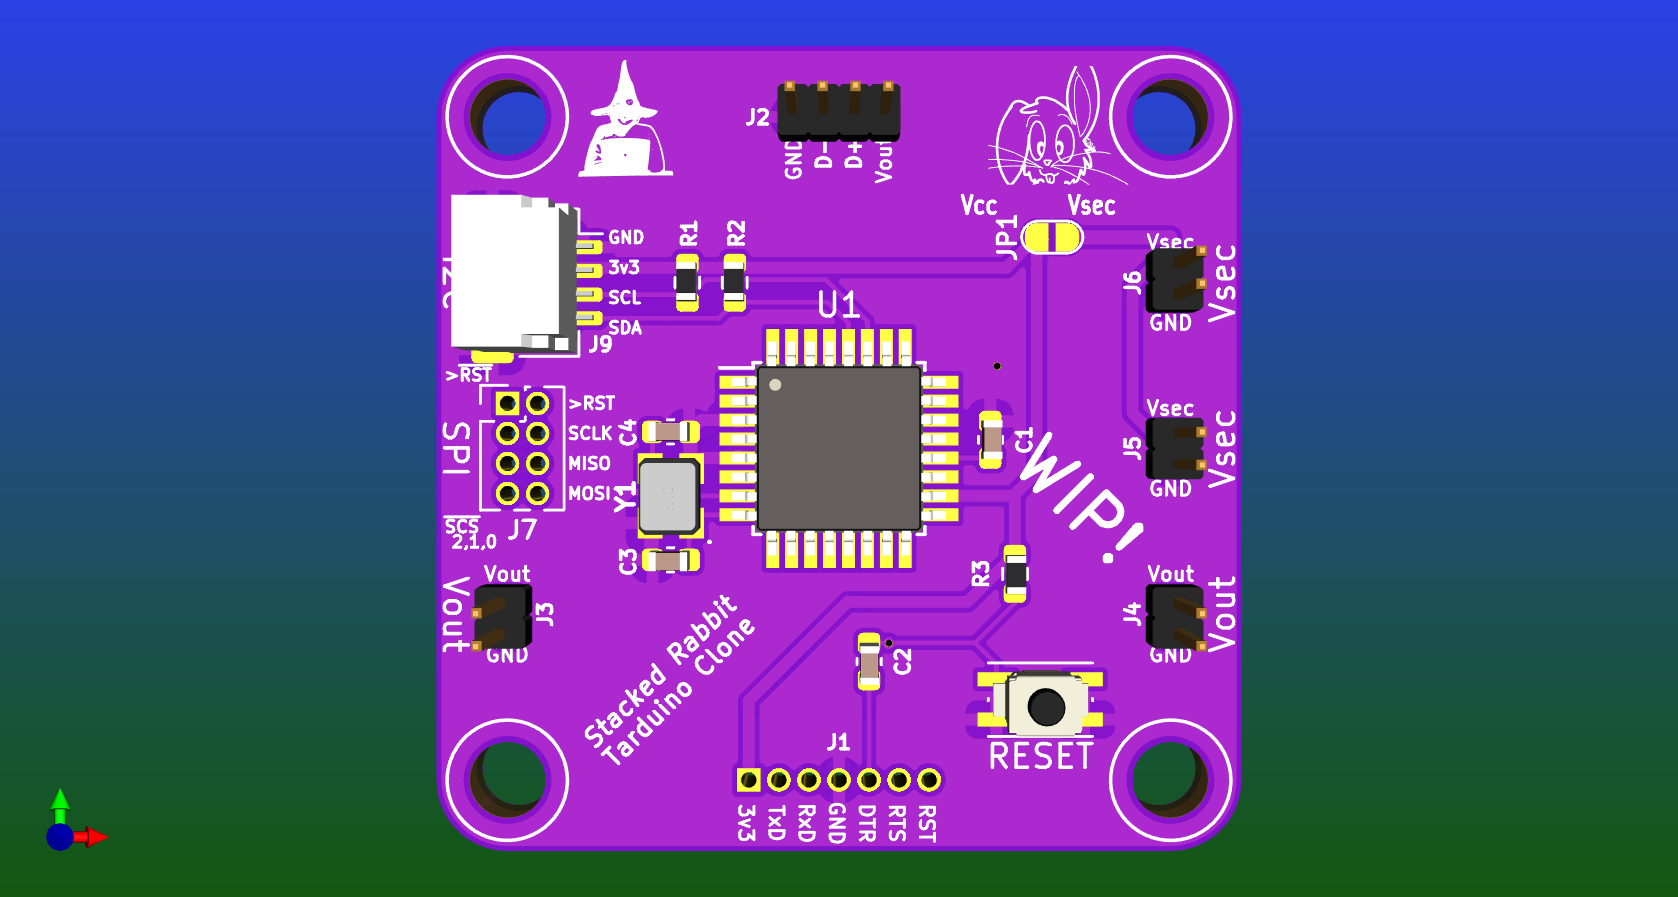 J2
GND
D-
D+
Vout
Vcc
Vsec
JP1
GND
3v3
SCL
SDA
J9
R1
R2
U1
Vsec
J6
Vsec
GND
>RST
>RST
SCLK
MISO
MOSI
SPI
SCS
2,1,0
J7
C4
Y1
C3
C1
WIP!
Vsec
J5
Vsec
GND
Vout
Vout
J3
GND
R3
Vout
J4
Vout
GND
Stacked Rabbit
Tarduino Clone
C2
RESET
J1
3v3
TxD
RxD
GND
DTR
RTS
RST